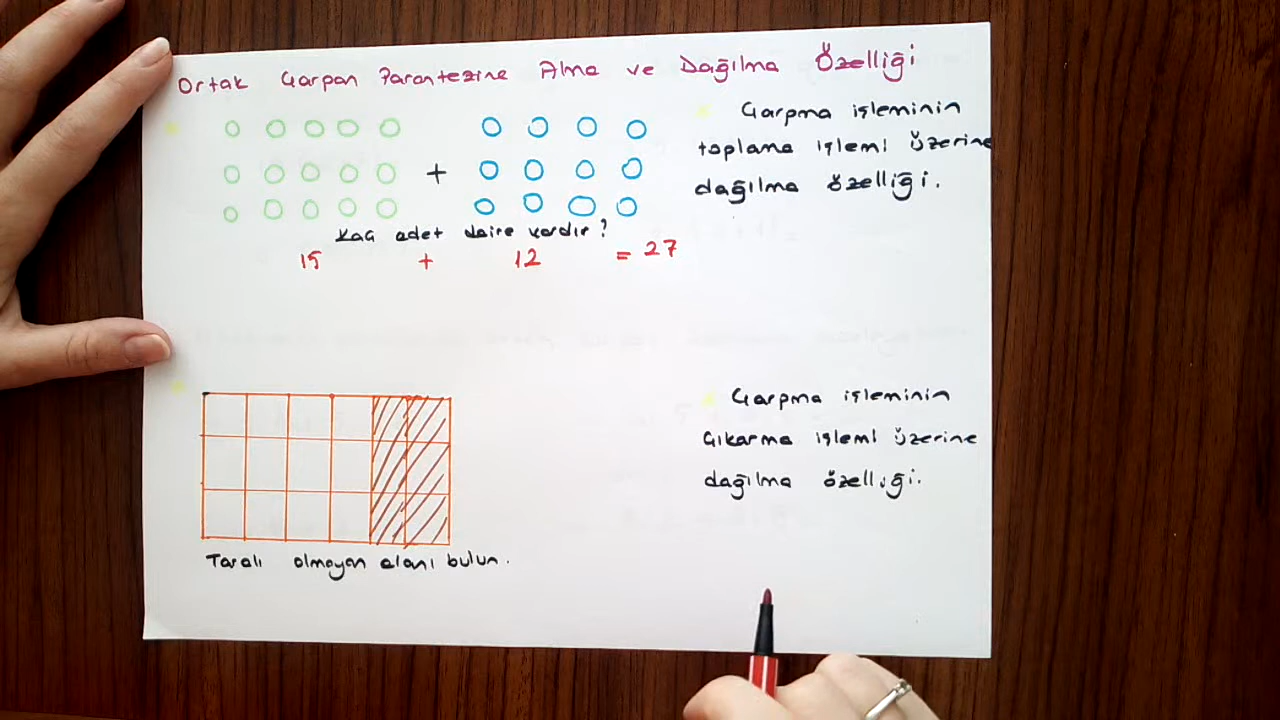 Ortak Çarpan Parantezine Alma ve Dağılma Özelliği
+
Kaç adet daire vardır?
15 + 12 = 27
Çarpma işleminin
toplama işlemi üzerine
dağılma özelliği.
Taralı olmayan alanı bulun.
Çarpma işleminin
çıkarma işlemi üzerine
dağılma özelliği.